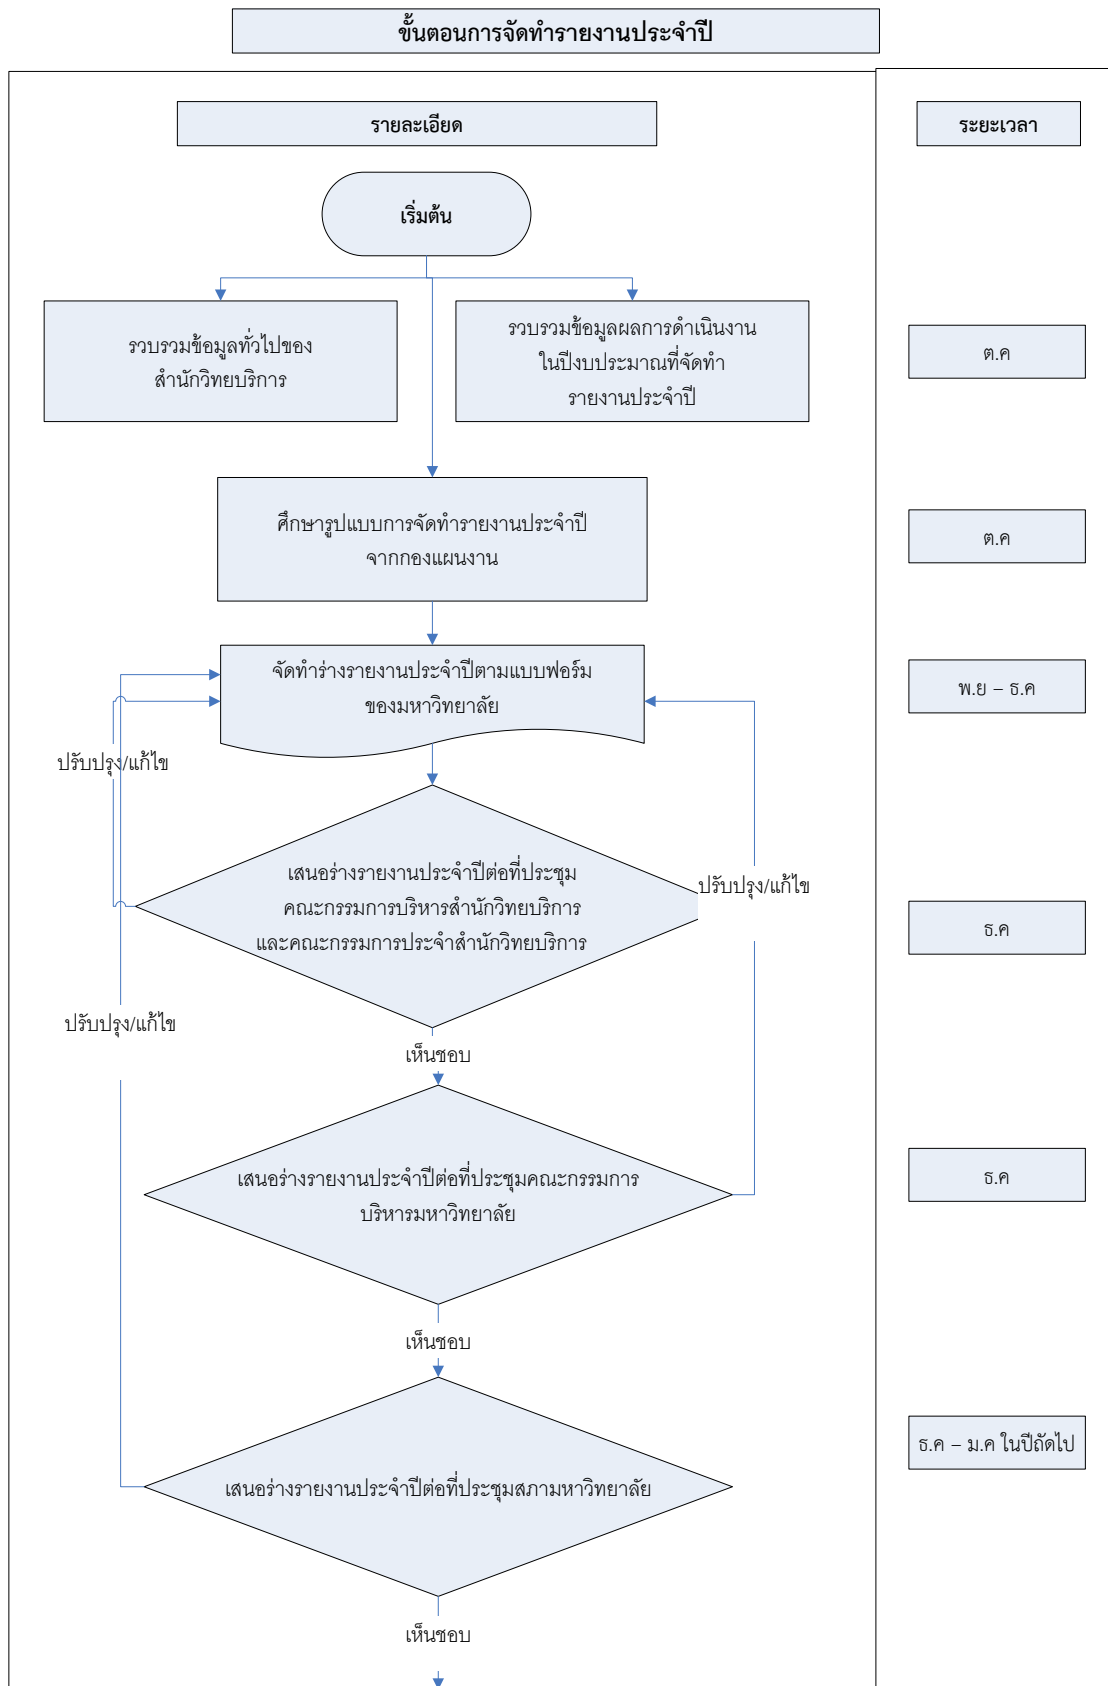 ขั้นตอนการจัดทำรายงานประจำปี
รายละเอียด
ระยะเวลา
เริ่มต้น
รวบรวมข้อมูลทั่วไปของ
สำนักวิทยบริการ
รวบรวมข้อมูลผลการดำเนินงาน
ในปีงบประมาณที่จัดทำ
รายงานประจำปี
ต.ค
ศึกษารูปแบบการจัดทำรายงานประจำปี
จากกองแผนงาน
ต.ค
จัดทำร่างรายงานประจำปีตามแบบฟอร์ม
ของมหาวิทยาลัย
พ.ย – ธ.ค
ปรับปรุง/แก้ไข
เสนอร่างรายงานประจำปีต่อที่ประชุม
คณะกรรมการบริหารสำนักวิทยบริการ
และคณะกรรมการประจำสำนักวิทยบริการ
ปรับปรุง/แก้ไข
ธ.ค
ปรับปรุง/แก้ไข
เห็นชอบ
เสนอร่างรายงานประจำปีต่อที่ประชุมคณะกรรมการ
บริหารมหาวิทยาลัย
ธ.ค
เห็นชอบ
เสนอร่างรายงานประจำปีต่อที่ประชุมสภามหาวิทยาลัย
ธ.ค – ม.ค ในปีถัดไป
เห็นชอบ